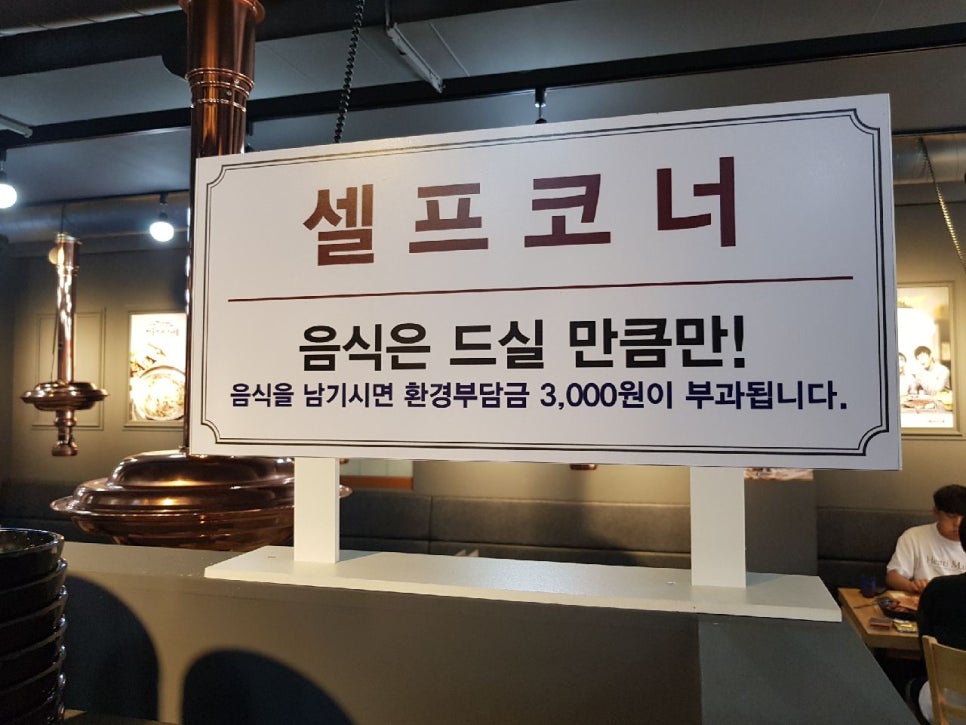 셀프코너
음식은 드실 만큼만!
음식을 남기시면 환경부담금 3,000원이 부과됩니다.